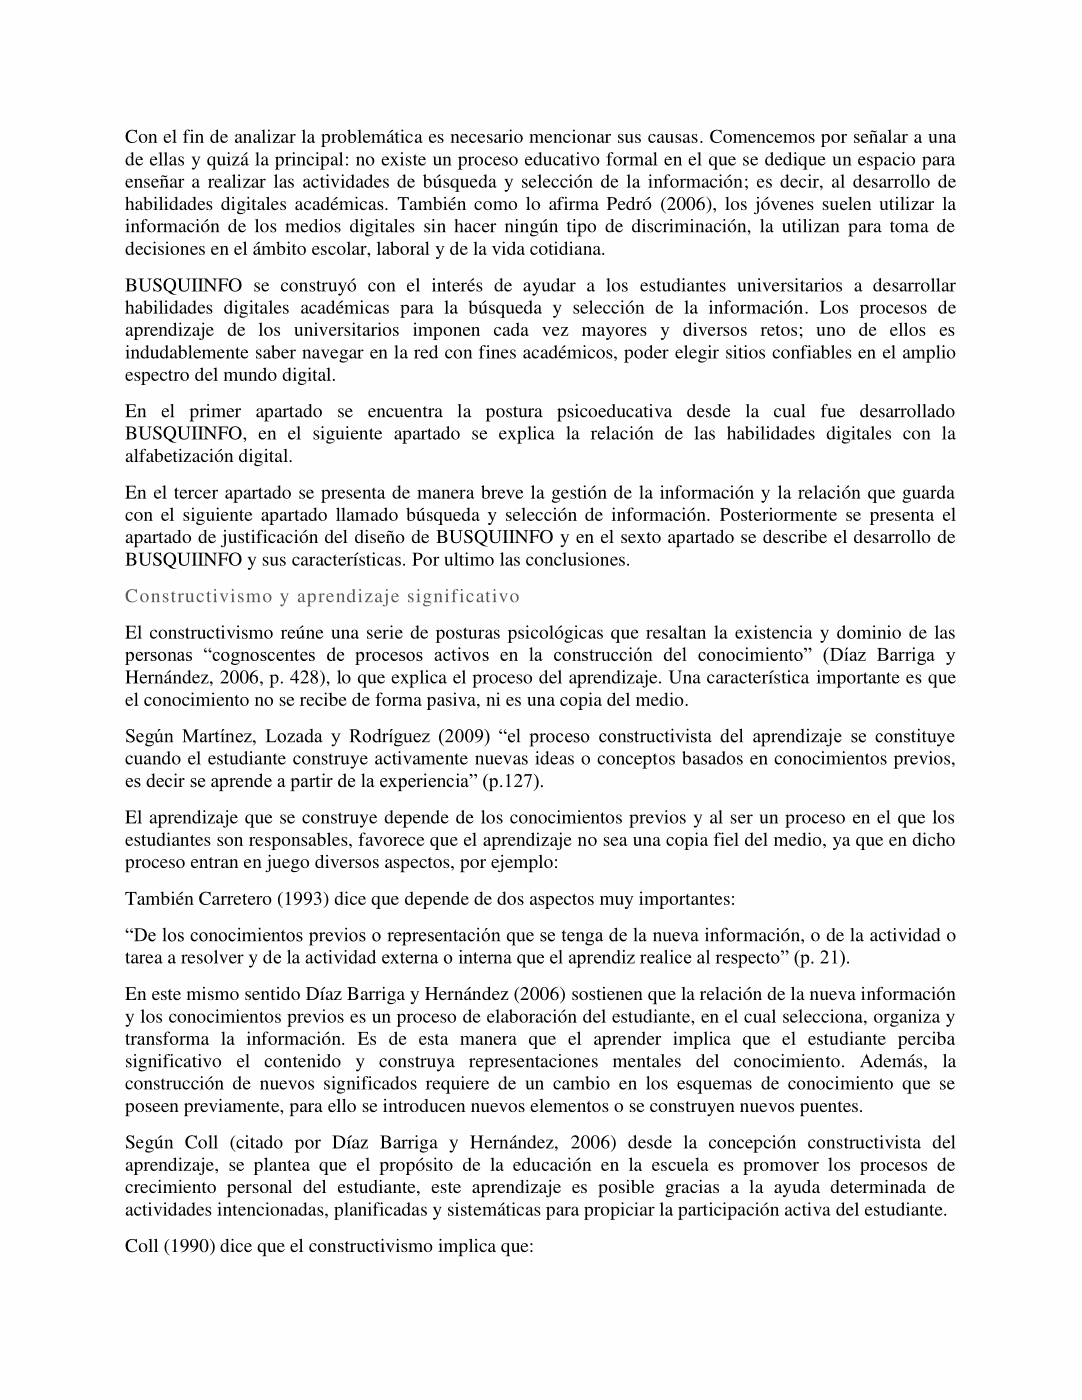 Con el fin de analizar la problemática es necesario mencionar sus causas. Comencemos por señalar a una
de ellas y quizá la principal: no existe un proceso educativo formal en el que se dedique un espacio para
enseñar a realizar las actividades de búsqueda y selección de la información; es decir, al desarrollo de
habilidades digitales académicas. También como lo afirma Pedró (2006), los jóvenes suelen utilizar la
información de los medios digitales sin hacer ningún tipo de discriminación, la utilizan para toma de
decisiones en el ámbito escolar, laboral y de la vida cotidiana.
BUSQUIINFO se construyó con el interés de ayudar a los estudiantes universitarios a desarrollar
habilidades digitales académicas para la búsqueda y selección de la información. Los procesos de
aprendizaje de los universitarios imponen cada vez mayores y diversos retos; uno de ellos es
indudablemente saber navegar en la red con fines académicos, poder elegir sitios confiables en el amplio
espectro del mundo digital.
En el primer apartado se encuentra la postura psicoeducativa desde la cual fue desarrollado
BUSQUIINFO, en el siguiente apartado se explica la relación de las habilidades digitales con la
alfabetización digital.
En el tercer apartado se presenta de manera breve la gestión de la información y la relación que guarda
con el siguiente apartado llamado búsqueda y selección de información. Posteriormente se presenta el
apartado de justificación del diseño de BUSQUIINFO y en el sexto apartado se describe el desarrollo de
BUSQUIINFO y sus características. Por ultimo las conclusiones.
Constructivismo y aprendizaje significativo
El constructivismo reúne una serie de posturas psicológicas que resaltan la existencia y dominio de las
personas “cognoscentes de procesos activos en la construcción del conocimiento” (Díaz Barriga y
Hernández, 2006, p. 428), lo que explica el proceso del aprendizaje. Una característica importante es que
el conocimiento no se recibe de forma pasiva, ni es una copia del medio.
Según Martínez, Lozada y Rodríguez (2009) “el proceso constructivista del aprendizaje se constituye
cuando el estudiante construye activamente nuevas ideas o conceptos basados en conocimientos previos,
es decir se aprende a partir de la experiencia” (p.127).
El aprendizaje que se construye depende de los conocimientos previos y al ser un proceso en el que los
estudiantes son responsables, favorece que el aprendizaje no sea una copia fiel del medio, ya que en dicho
proceso entran en juego diversos aspectos, por ejemplo:
También Carretero (1993) dice que depende de dos aspectos muy importantes:
“De los conocimientos previos o representación que se tenga de la nueva información, o de la actividad o
tarea a resolver y de la actividad externa o interna que el aprendiz realice al respecto” (p. 21).
En este mismo sentido Díaz Barriga y Hernández (2006) sostienen que la relación de la nueva información
y los conocimientos previos es un proceso de elaboración del estudiante, en el cual selecciona, organiza y
transforma la información. Es de esta manera que el aprender implica que el estudiante perciba
significativo el contenido y construya representaciones mentales del conocimiento. Además, la
construcción de nuevos significados requiere de un cambio en los esquemas de conocimiento que se
poseen previamente, para ello se introducen nuevos elementos o se construyen nuevos puentes.
Según Coll (citado por Díaz Barriga y Hernández, 2006) desde la concepción constructivista del
aprendizaje, se plantea que el propósito de la educación en la escuela es promover los procesos de
crecimiento personal del estudiante, este aprendizaje es posible gracias a la ayuda determinada de
actividades intencionadas, planificadas y sistemáticas para propiciar la participación activa del estudiante.
Coll (1990) dice que el constructivismo implica que: